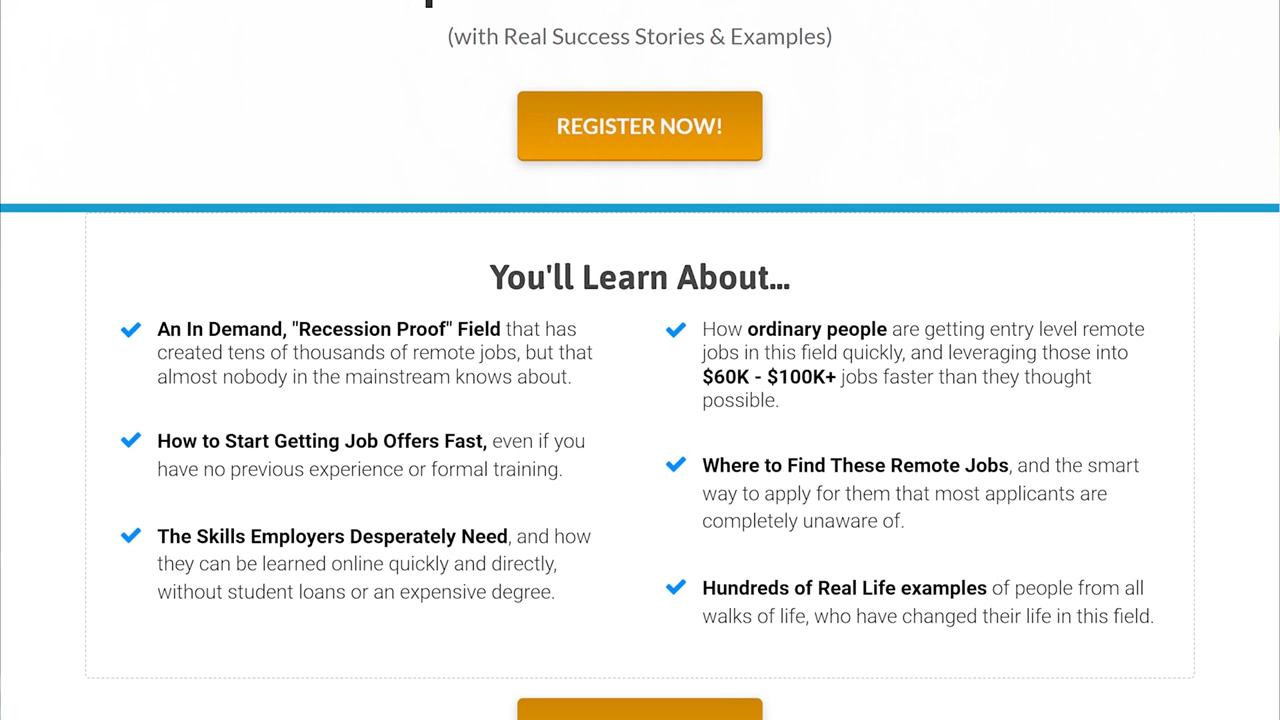 (with Real Success Stories & Examples)
REGISTER NOW!
You'll Learn About...
An In Demand, "Recession Proof" Field that has
created tens of thousands of remote jobs, but that
almost nobody in the mainstream knows about.
How to Start Getting Job Offers Fast, even if you
have no previous experience or formal training.
The Skills Employers Desperately Need, and how
they can be learned online quickly and directly,
without student loans or an expensive degree.
How ordinary people are getting entry level remote
jobs in this field quickly, and leveraging those into
$60K - $100K+ jobs faster than they thought
possible.
Where to Find These Remote Jobs, and the smart
way to apply for them that most applicants are
completely unaware of.
Hundreds of Real Life examples of people from all
walks of life, who have changed their life in this field.